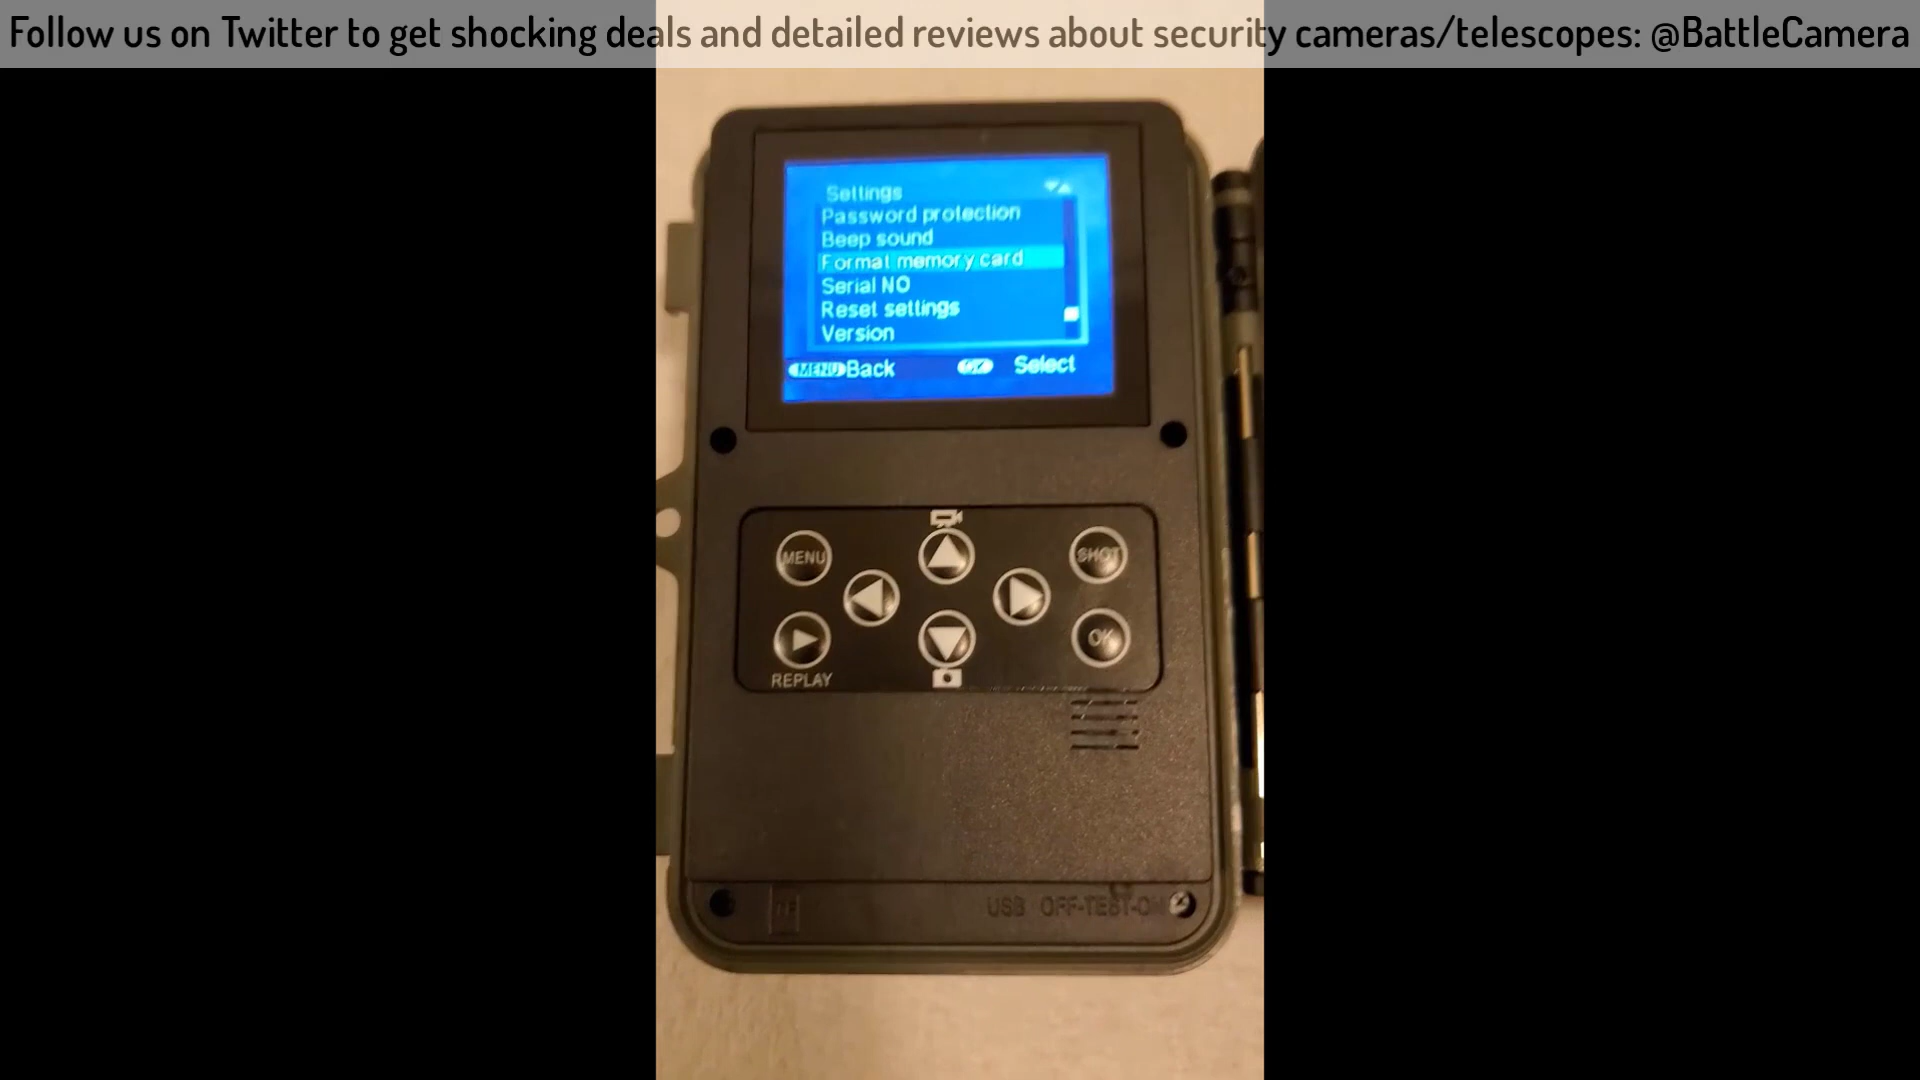 Follow us on Twitter to get shocking deals and detailed reviews about security cameras/telescopes: @BattleCamera
Settings
Password protection
Beep sound
Format memory card
Serial NO
Reset settings
Version
MENU Back OK Select
MENU
SHOT
OK
REPLAY
USB OFF-TEST-ON